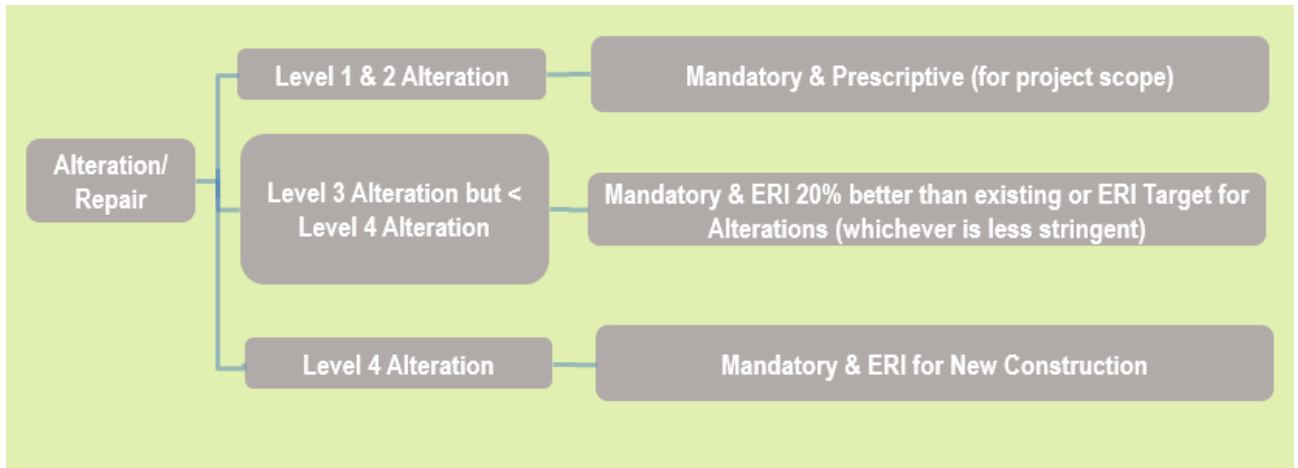 Alteration/
Repair
Level 1 & 2 Alteration
Mandatory & Prescriptive (for project scope)
Level 3 Alteration but <
Level 4 Alteration
Mandatory & ERI 20% better than existing or ERI Target for
Alterations (whichever is less stringent)
Level 4 Alteration
Mandatory & ERI for New Construction